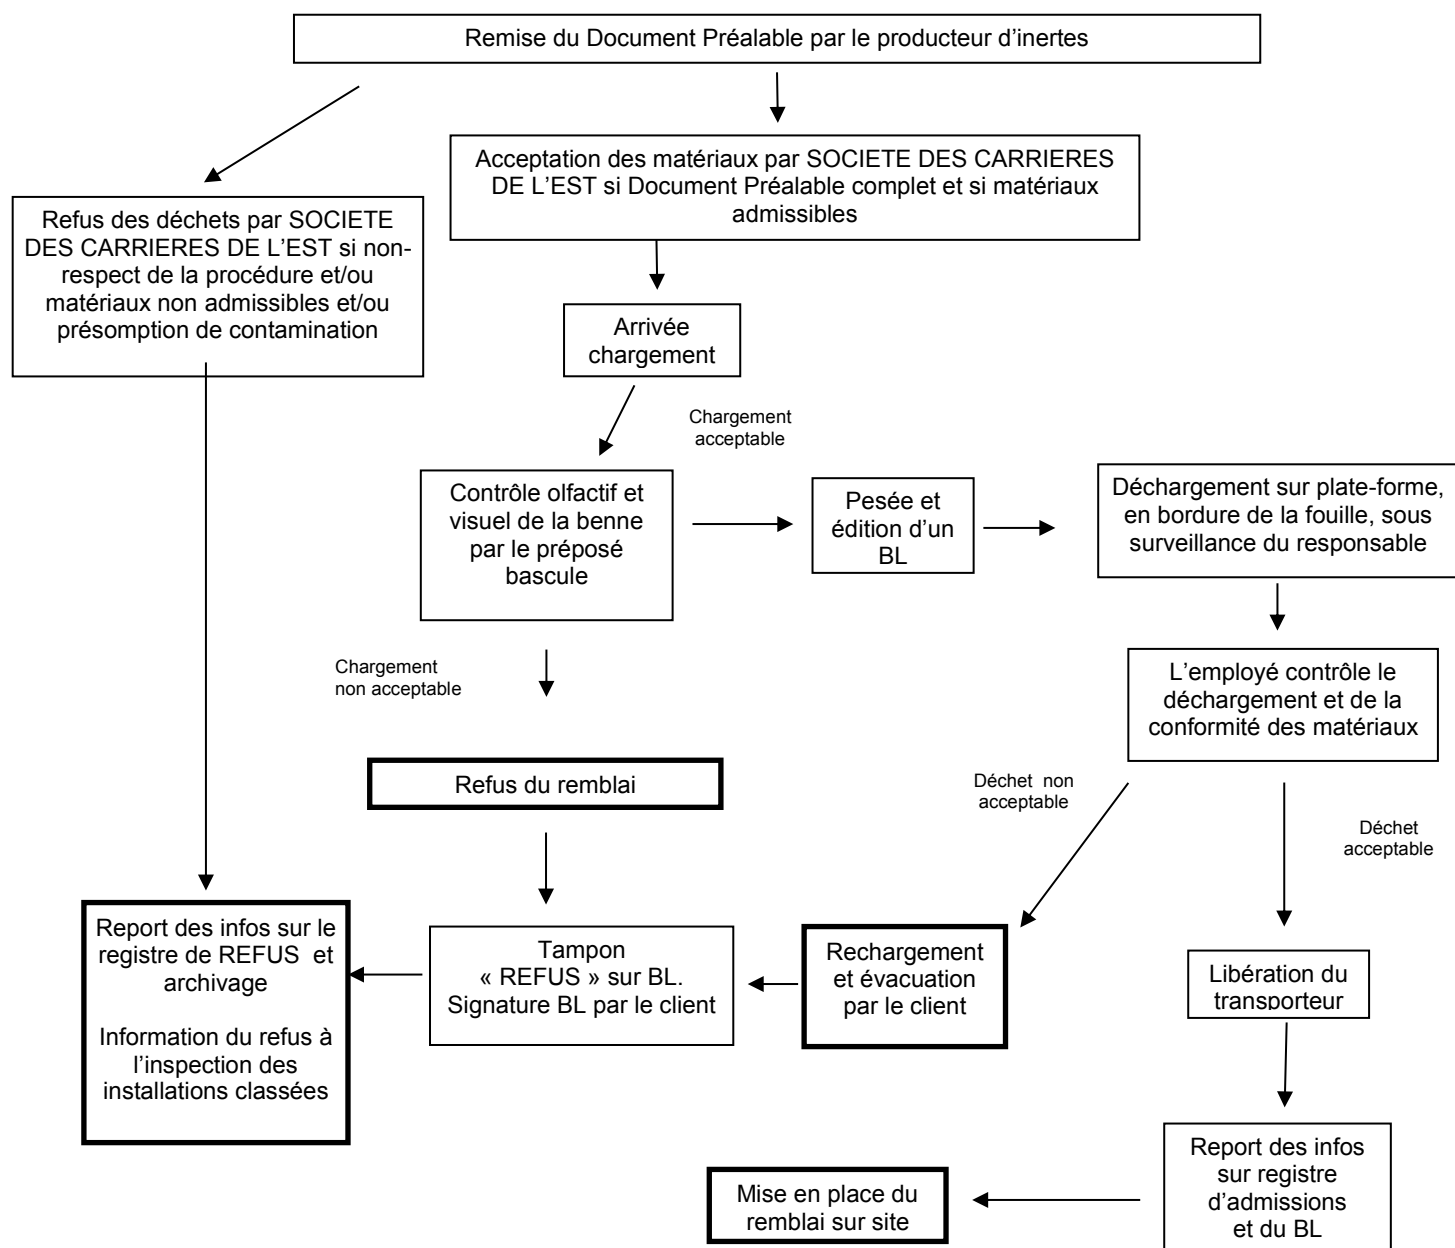 Remise du Document Préalable par le producteur d’inertes
Acceptation des matériaux par SOCIETE DES CARRIERES
DE L’EST si Document Préalable complet et si matériaux
admissibles
Refus des déchets par SOCIETE
DES CARRIERES DE L’EST si non-
respect de la procédure et/ou
matériaux non admissibles et/ou
présomption de contamination
Arrivée
chargement
Chargement
acceptable
Contrôle olfactif et
visuel de la benne
par le préposé
bascule
Pesée et
édition d’un
BL
Déchargement sur plate-forme,
en bordure de la fouille, sous
surveillance du responsable
Chargement
non acceptable
L’employé contrôle le
déchargement et de la
conformité des matériaux
Refus du remblai
Déchet non
acceptable
Déchet
acceptable
Report des infos sur le
registre de REFUS et
archivage
Information du refus à
l’inspection des
installations classées
Tampon
« REFUS » sur BL.
Signature BL par le client
Rechargement
et évacuation
par le client
Libération du
transporteur
Report des infos
sur registre
d’admissions
et du BL
Mise en place du
remblai sur site